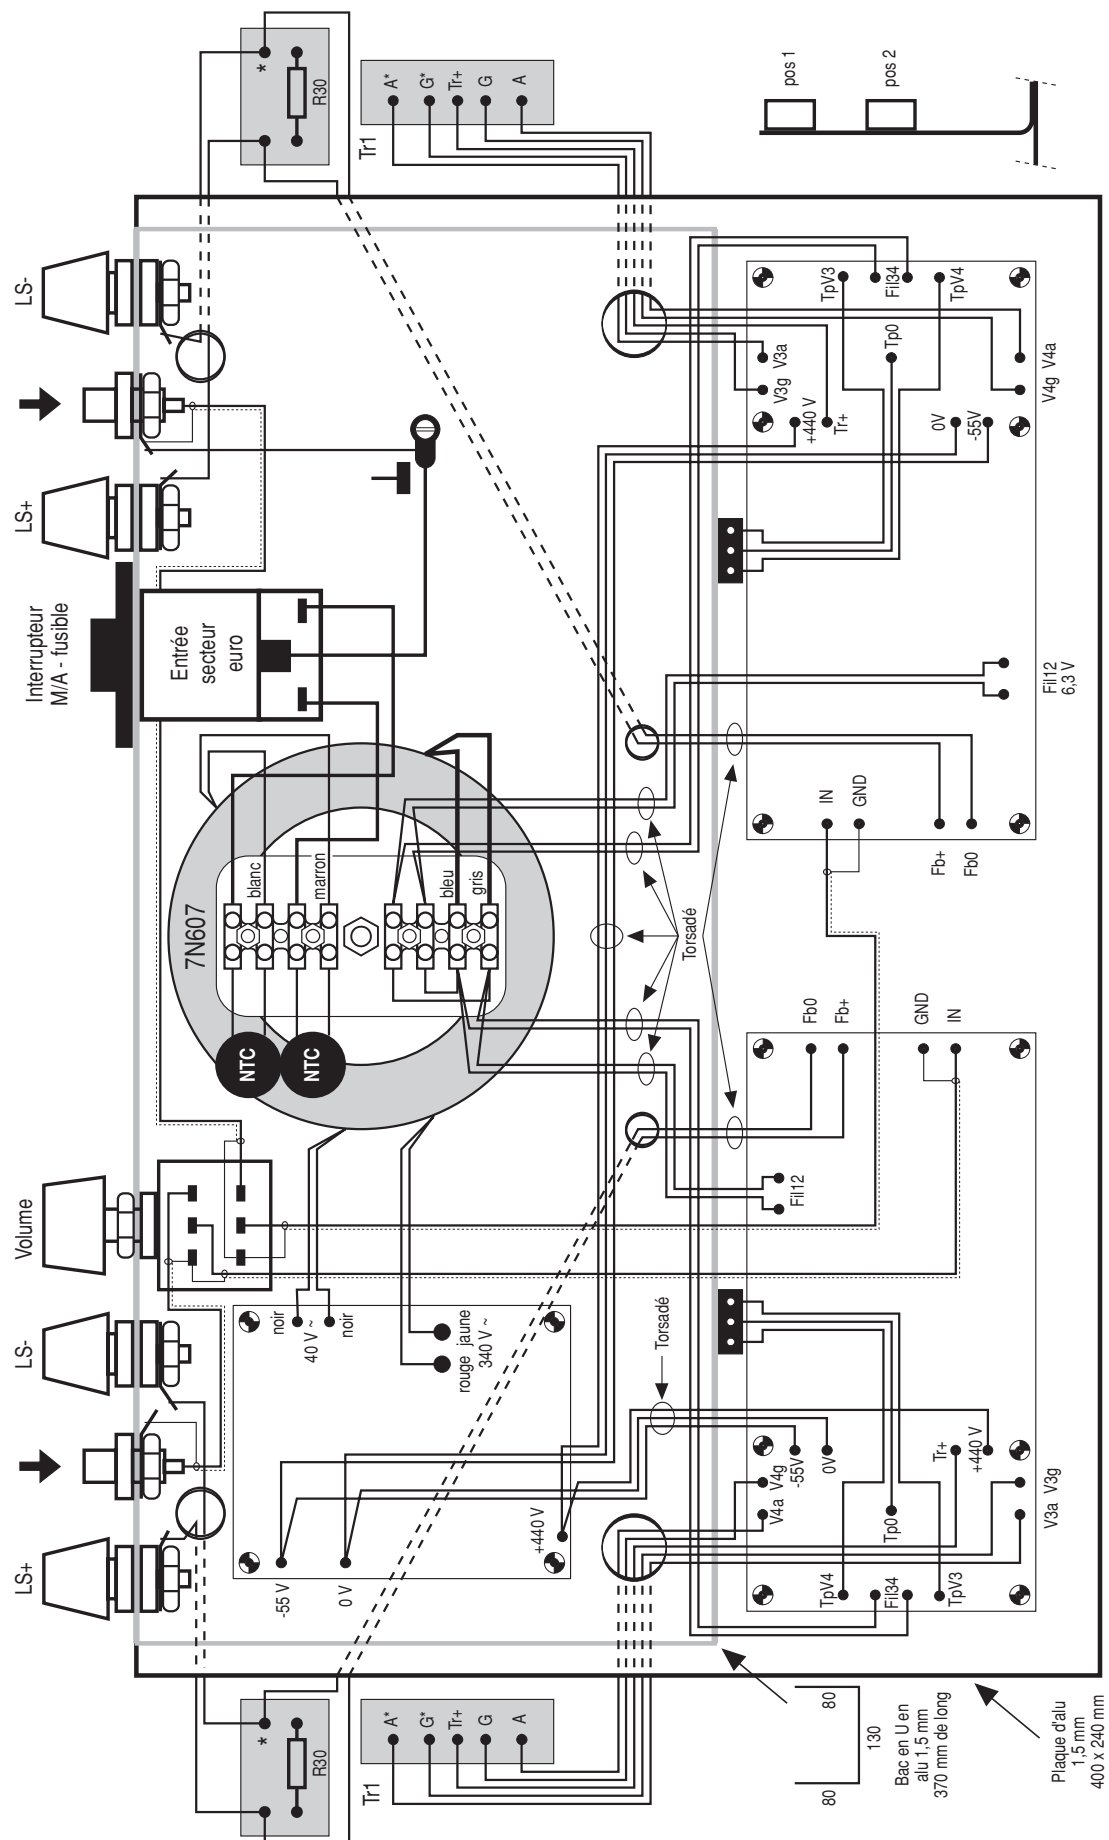 LS-
LS+
Interrupteur
M/A - fusible
Volume
LS-
LS+
*
R30
Tr1
A*
G*
Tr+
G
A
pos 1
pos 2
Entrée
secteur
euro
7N607
blanc
marron
bleu
gris
NTC
NTC
noir
40 V ~
noir
rouge jaune
340 V ~
-55 V
0 V
+440 V
Torsadé
Torsadé
V3g V3a
+440 V
Tr+
TpV3
Fil34
TpV4
Tp0
0V
-55V
V4g V4a
Fil12
6,3 V
IN
GND
Fb+
Fb0
Fb0
Fb+
GND
IN
Fil12
V4a V4g
-55V
0V
TpV4
Fil34
TpV3
Tp0
Tr+
+440 V
V3a V3g
*
R30
Tr1
A*
G*
Tr+
G
A
80
130
80
Bac en U en
alu 1,5 mm
370 mm de long
Plaque d'alu
1,5 mm
400 x 240 mm